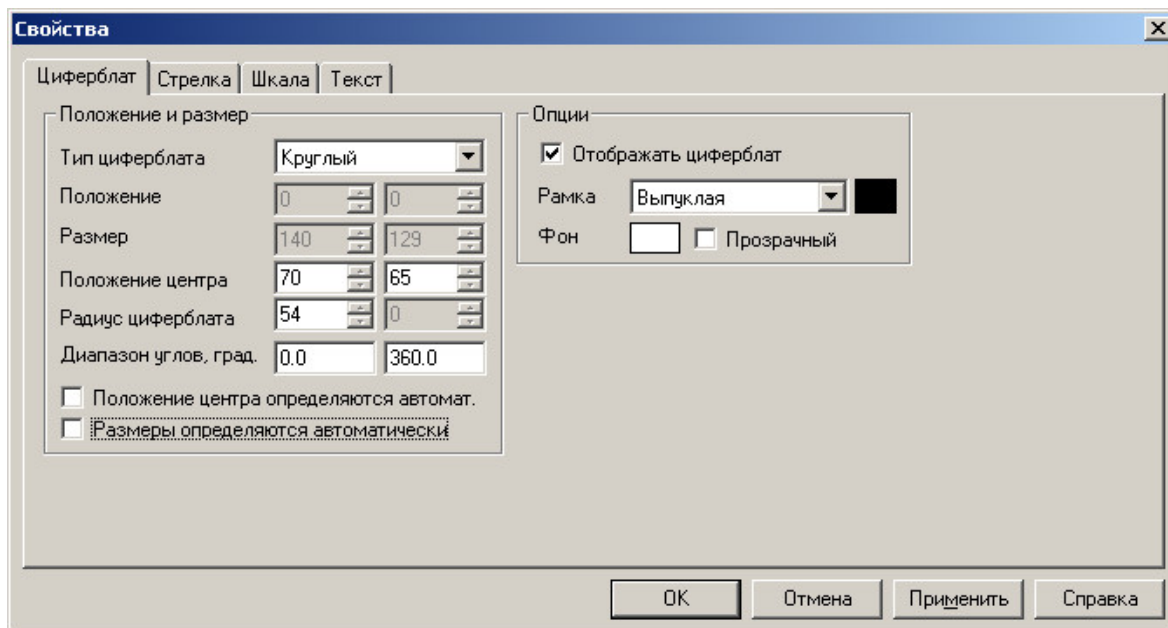 Свойства
Циферблат Стрелка Шкала Текст
Положение и размер
Тип циферблата Круглый
Положение 0 0
Размер 140 129
Положение центра 70 65
Радиус циферблата 54 0
Диапазон углов, град. 0.0 360.0
Положение центра определяются автомат.
Размеры определяются автоматически
Опции
Отображать циферблат
Рамка Выпуклая
Фон Прозрачный
OK Отмена Применить Справка